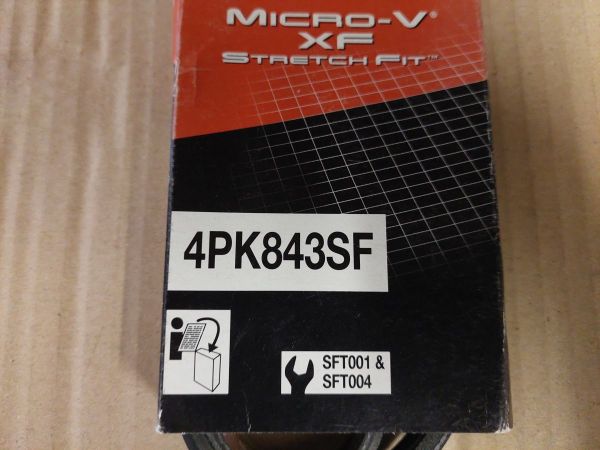 MICRO-V®
XF
STRETCH FIT™
4PK843SF
SFT001 &
SFT004